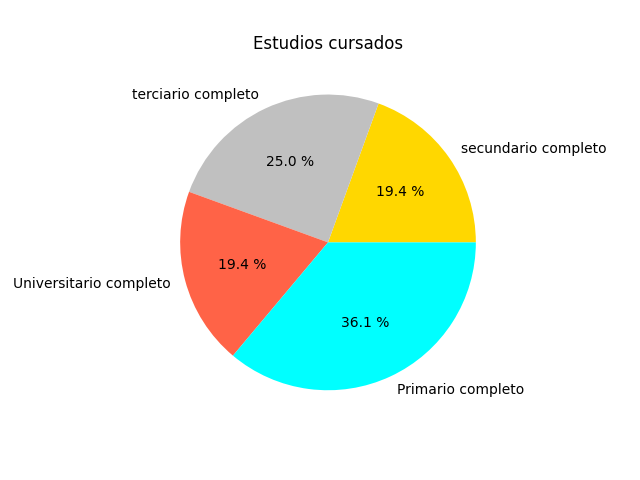 Estudios cursados
terciario completo
secundario completo
25.0 %
19.4 %
19.4 %
Universitario completo
36.1 %
Primario completo